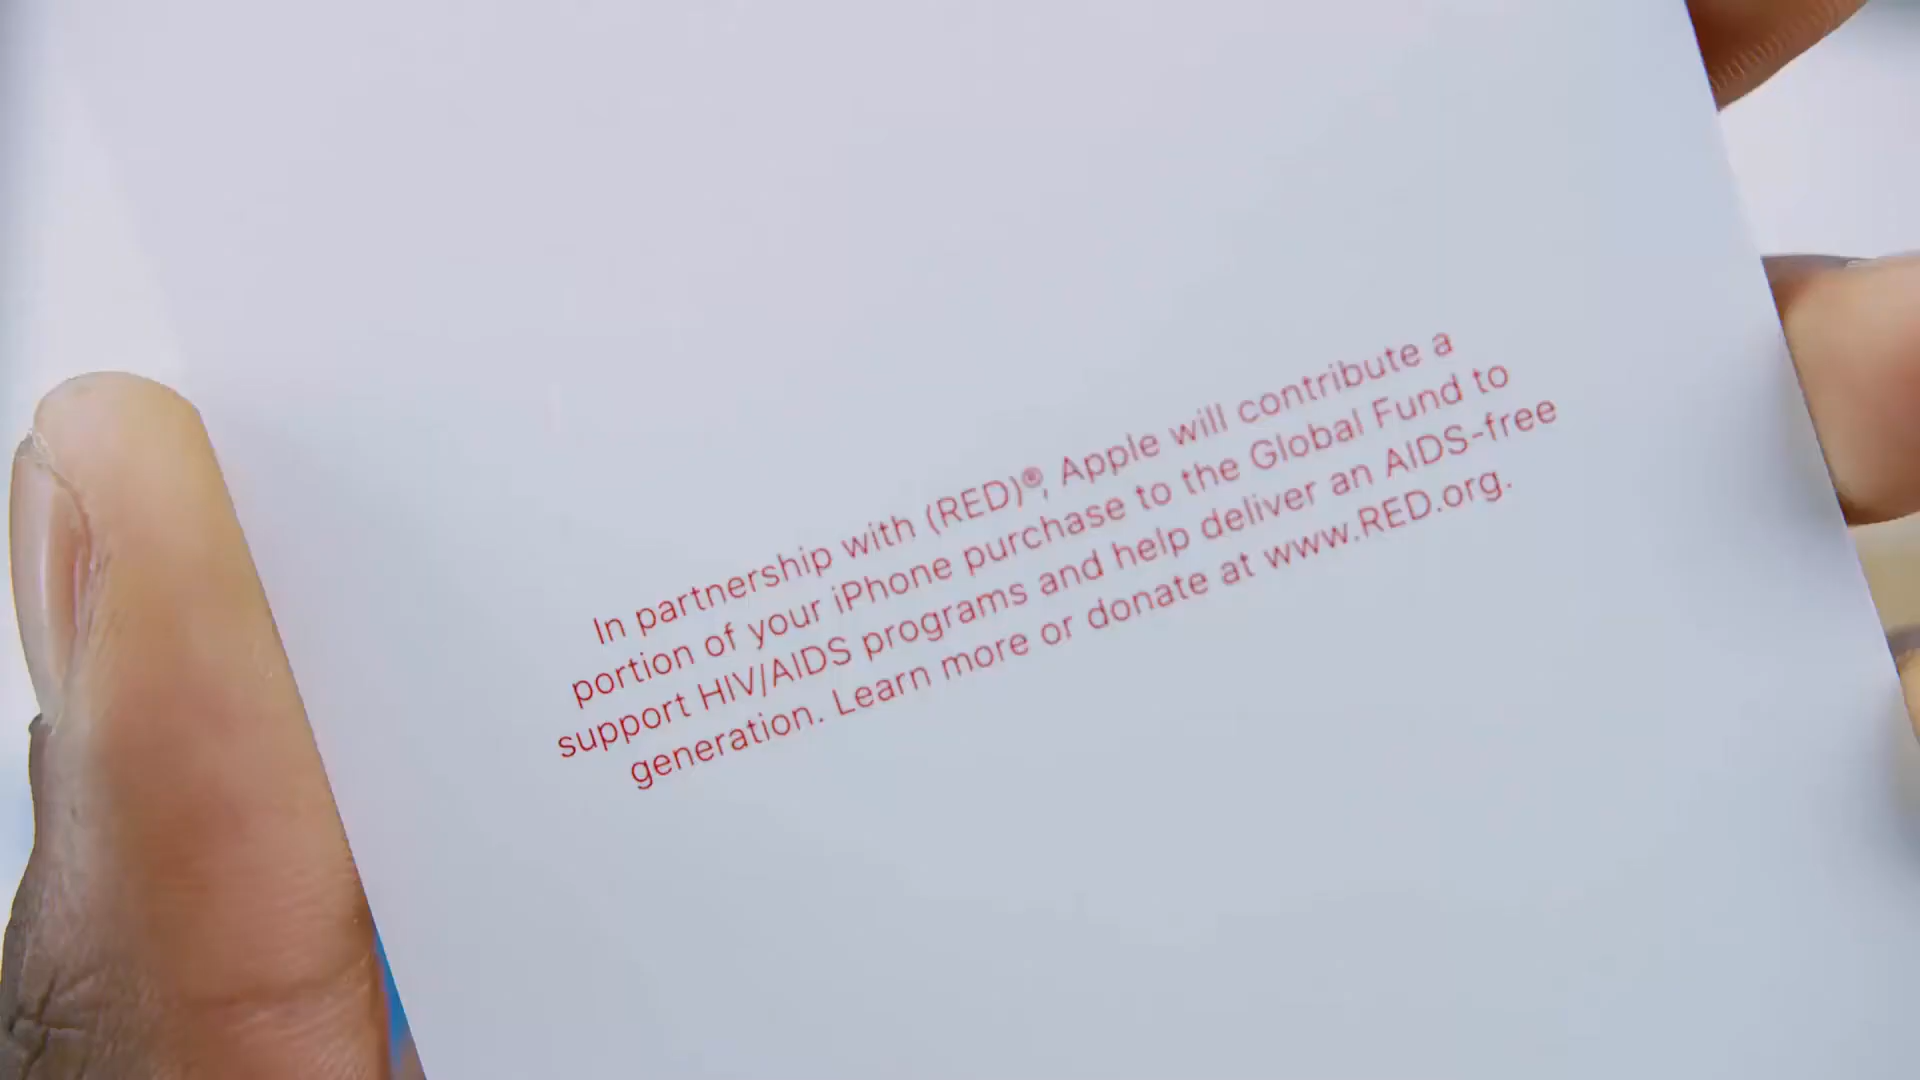 In partnership with (RED)®, Apple will contribute a
portion of your iPhone purchase to the Global Fund to
support HIV/AIDS programs and help deliver an AIDS-free
generation. Learn more or donate at www.RED.org.